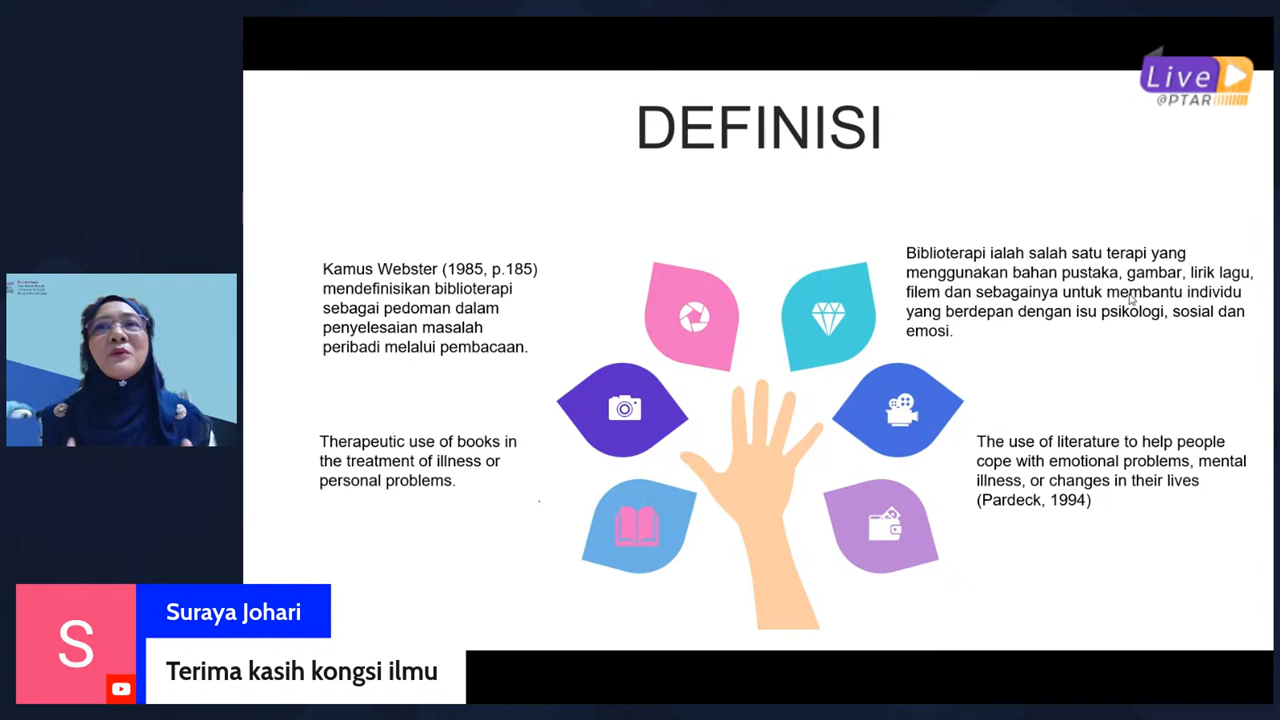 Live
@PTAR
DEFINISI
Kamus Webster (1985, p.185)
mendefinisikan biblioterapi
sebagai pedoman dalam
penyelesaian masalah
peribadi melalui pembacaan.
Biblioterapi ialah salah satu terapi yang
menggunakan bahan pustaka, gambar, lirik lagu,
filem dan sebagainya untuk membantu individu
yang berdepan dengan isu psikologi, sosial dan
emosi.
Therapeutic use of books in
the treatment of illness or
personal problems.
The use of literature to help people
cope with emotional problems, mental
illness, or changes in their lives
(Pardeck, 1994)
S
Suraya Johari
Terima kasih kongsi ilmu